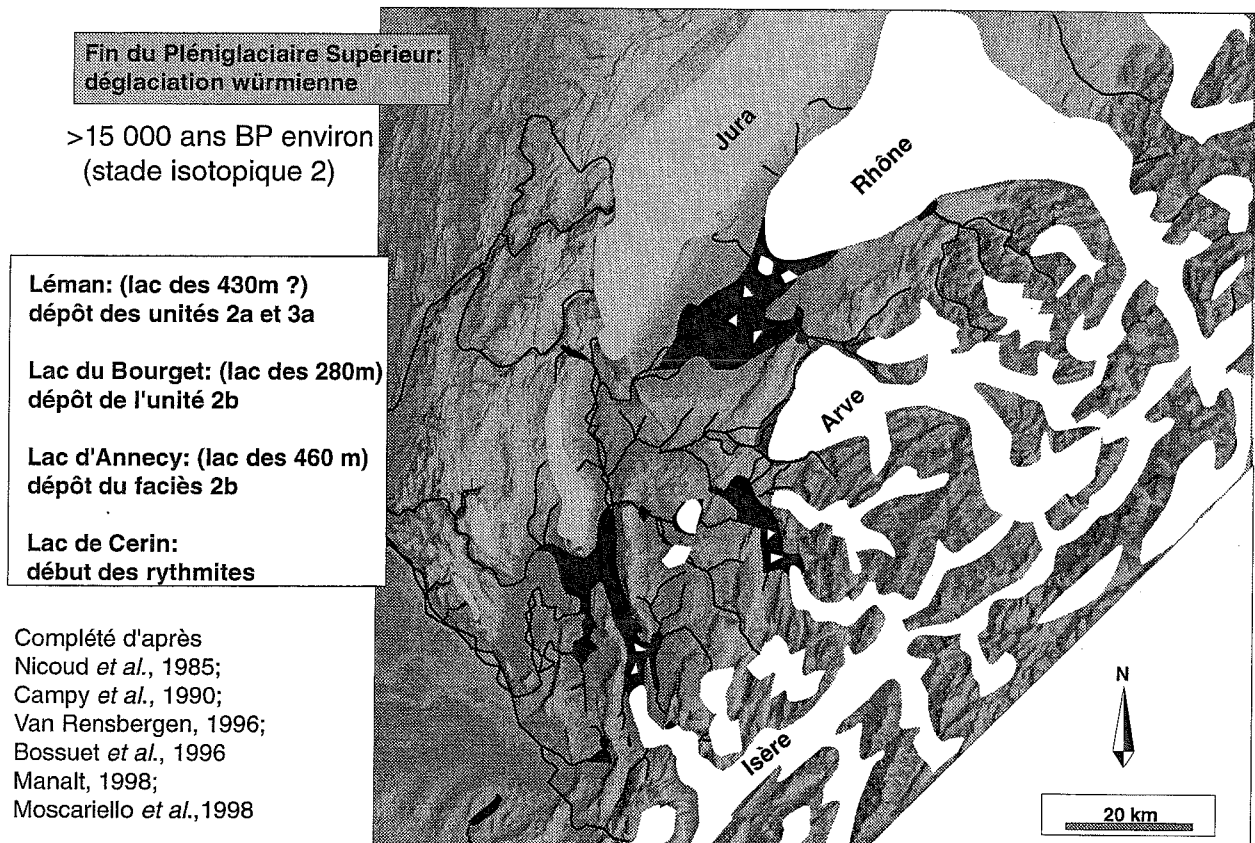 Fin du Pléniglaciaire Supérieur:
déglaciation würmienne
>15 000 ans BP environ
(stade isotopique 2)
Léman: (lac des 430m ?)
dépôt des unités 2a et 3a
Lac du Bourget: (lac des 280m)
dépôt de l'unité 2b
Lac d'Annecy: (lac des 460 m)
dépôt du faciès 2b
Lac de Cerin:
début des rythmites
Complété d'après
Nicoud et al., 1985;
Campy et al., 1990;
Van Rensbergen, 1996;
Bossuet et al., 1996
Manalt, 1998;
Moscariello et al.,1998
Jura
Rhône
Arve
Isère
N
20 km